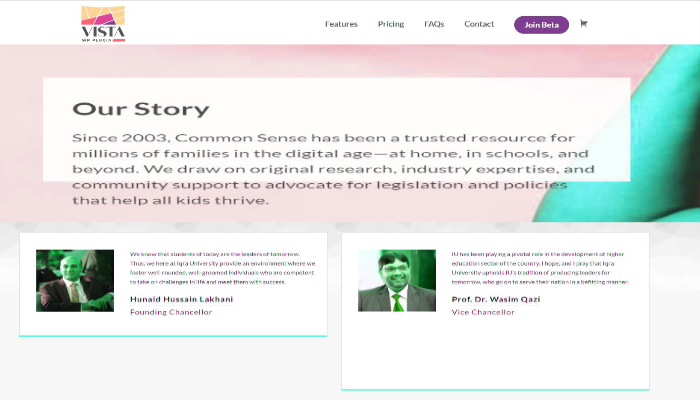 VISTA
WP PLUGIN
Features
Pricing
FAQs
Contact
Join Beta
Our Story
Since 2003, Common Sense has been a trusted resource for
millions of families in the digital age—at home, in schools, and
beyond. We draw on original research, industry expertise, and
community support to advocate for legislation and policies
that help all kids thrive.
We know that students of today are the leaders of tomorrow.
Thus, we here at Iqra University provide an environment where we
foster well-rounded, well-groomed individuals who are competent
to take on challenges in life and meet them with success.
Hunaid Hussain Lakhani
Founding Chancellor
IU has been playing a pivotal role in the development of higher
education sector of the country. I hope, and I pray that Iqra
University upholds IU's tradition of producing leaders for
tomorrow, who go on to serve their nation in a befitting manner.
Prof. Dr. Wasim Qazi
Vice Chancellor